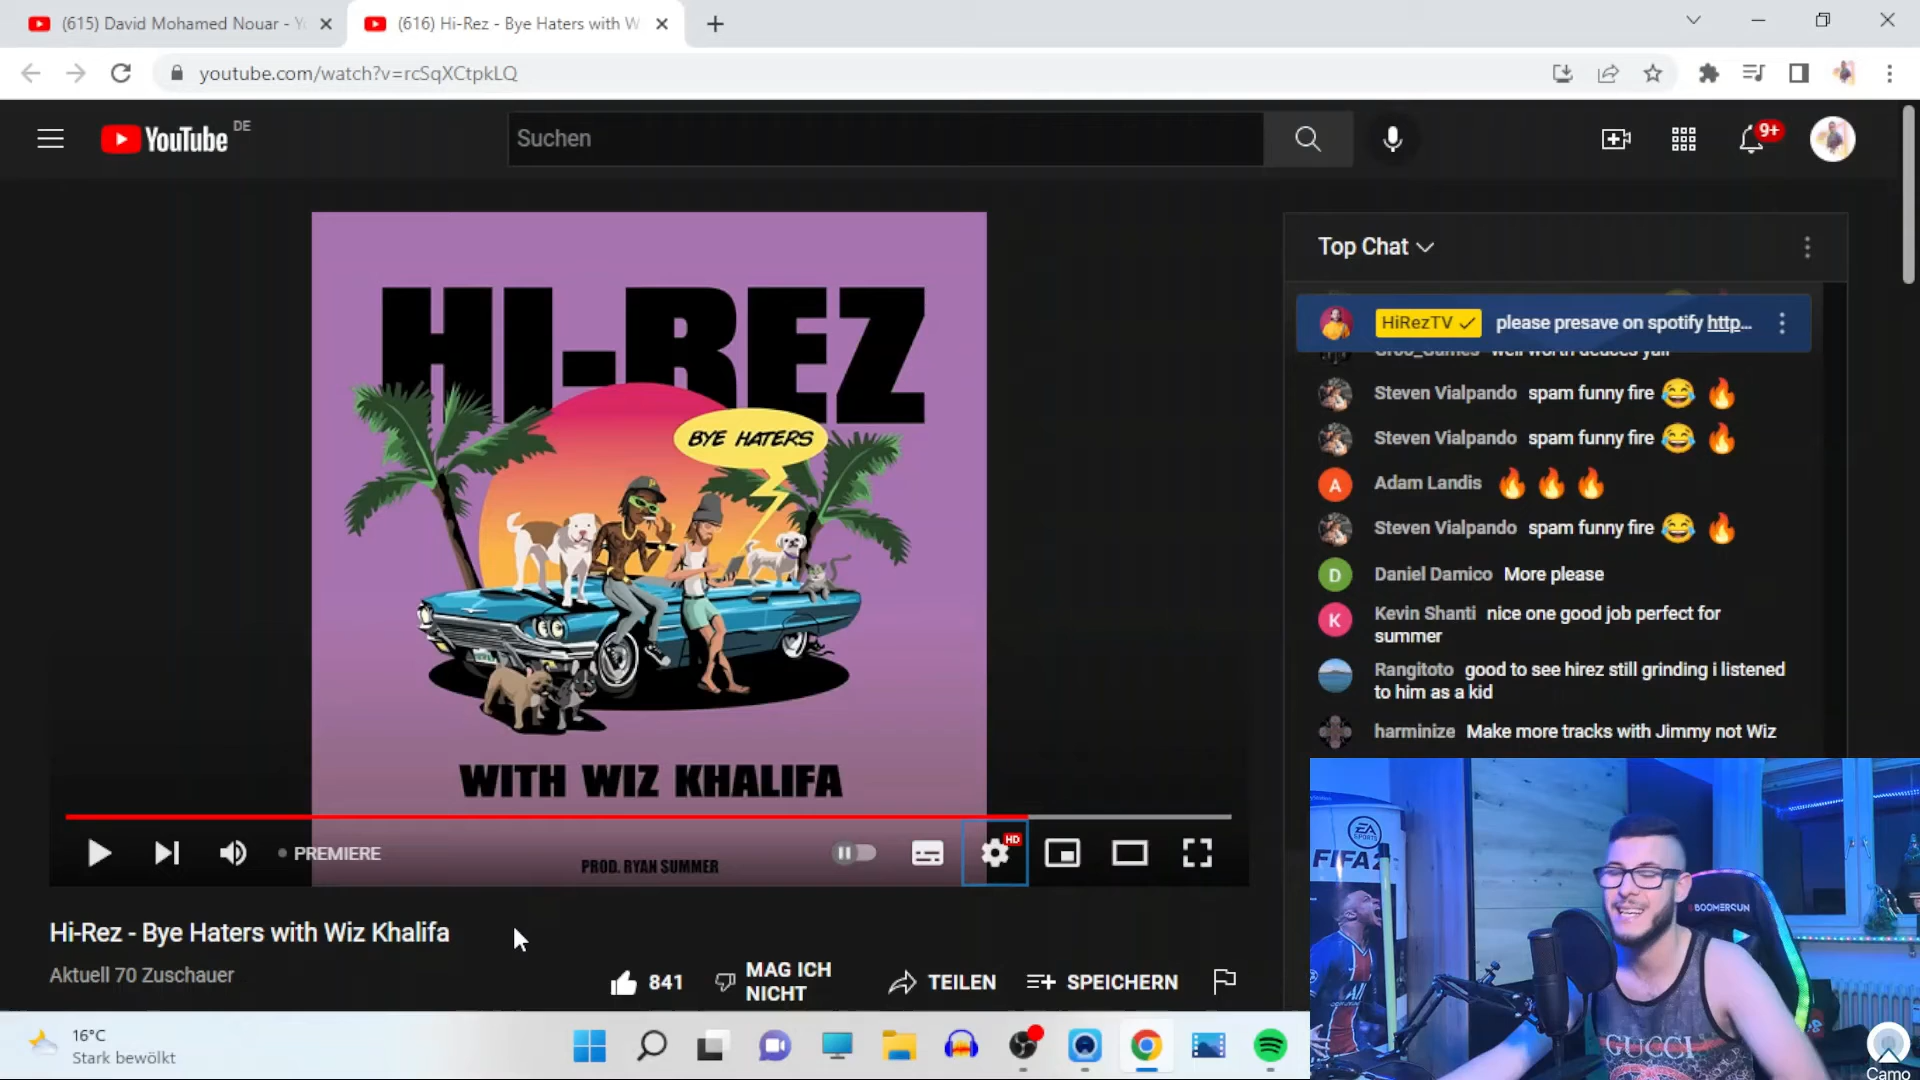 (615) David Mohamed Nouar - Y
(616) Hi-Rez - Bye Haters with W
youtube.com/watch?v=rcSqXCtpkLQ
YouTube DE
Suchen
9+
HI-REZ
BYE HATERS
WITH WIZ KHALIFA
PROD. RYAN SUMMER
PREMIERE
HD
Hi-Rez - Bye Haters with Wiz Khalifa
Aktuell 70 Zuschauer
841
MAG ICH
NICHT
TEILEN
SPEICHERN
Top Chat
HiRezTV please presave on spotify http...
Steven Vialpando spam funny fire 😂 🔥
Steven Vialpando spam funny fire 😂 🔥
A Adam Landis 🔥 🔥 🔥
Steven Vialpando spam funny fire 😂 🔥
D Daniel Damico More please
K Kevin Shanti nice one good job perfect for
summer
Rangitoto good to see hirez still grinding i listened
to him as a kid
harminize Make more tracks with Jimmy not Wiz
EA
SPORTS
FIFA2
BOOMERSUN
GUCCI
Camo
16°C
Stark bewölkt